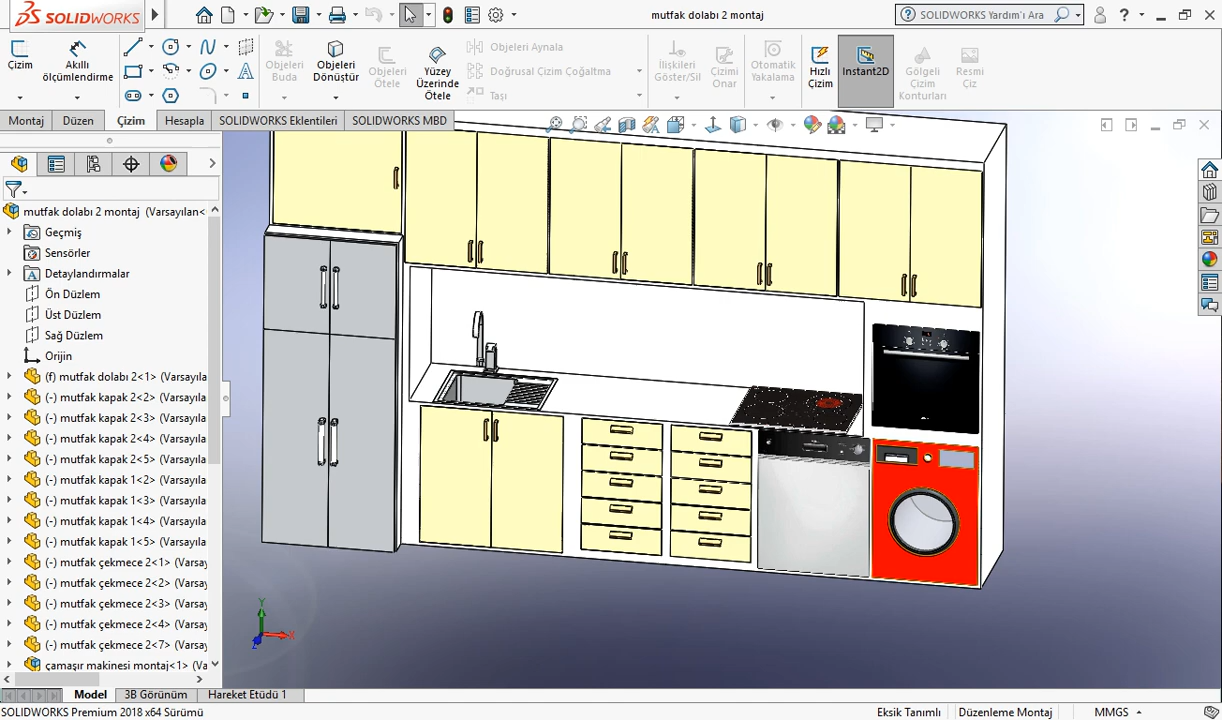 SOLIDWORKS
mutfak dolabı 2 montaj
SOLIDWORKS Yardım'ı Ara
?
Çizim
Akıllı ölçümlendirme
Objeleri Buda
Objeleri Dönüştür
Objeleri Ötele
Yüzey Üzerinde Ötele
Objeleri Aynala
Doğrusal Çizim Çoğaltma
Taşı
İlişkileri Göster/Sil
Çizimi Onar
Otomatik Yakalama
Hızlı Çizim
Instant2D
Gölgeli Çizim Konturları
Resmi Çiz
Montaj
Düzen
Çizim
Hesapla
SOLIDWORKS Eklentileri
SOLIDWORKS MBD
mutfak dolabı 2 montaj (Varsayılan<
Geçmiş
Sensörler
Detaylandırmalar
Ön Düzlem
Üst Düzlem
Sağ Düzlem
Orijin
(f) mutfak dolabı 2<1> (Varsayıla
(-) mutfak kapak 2<2> (Varsayıla
(-) mutfak kapak 2<3> (Varsayıla
(-) mutfak kapak 2<4> (Varsayıla
(-) mutfak kapak 2<5> (Varsayıla
(-) mutfak kapak 1<2> (Varsayıla
(-) mutfak kapak 1<3> (Varsayıla
(-) mutfak kapak 1<4> (Varsayıla
(-) mutfak kapak 1<5> (Varsayıla
(-) mutfak çekmece 2<1> (Varsay
(-) mutfak çekmece 2<2> (Varsay
(-) mutfak çekmece 2<3> (Varsay
(-) mutfak çekmece 2<4> (Varsay
(-) mutfak çekmece 2<7> (Varsay
çamaşır makinesi montaj<1> (Va
Y
X
Z
Model
3B Görünüm
Hareket Etüdü 1
SOLIDWORKS Premium 2018 x64 Sürümü
Eksik Tanımlı
Düzenleme Montaj
MMGS